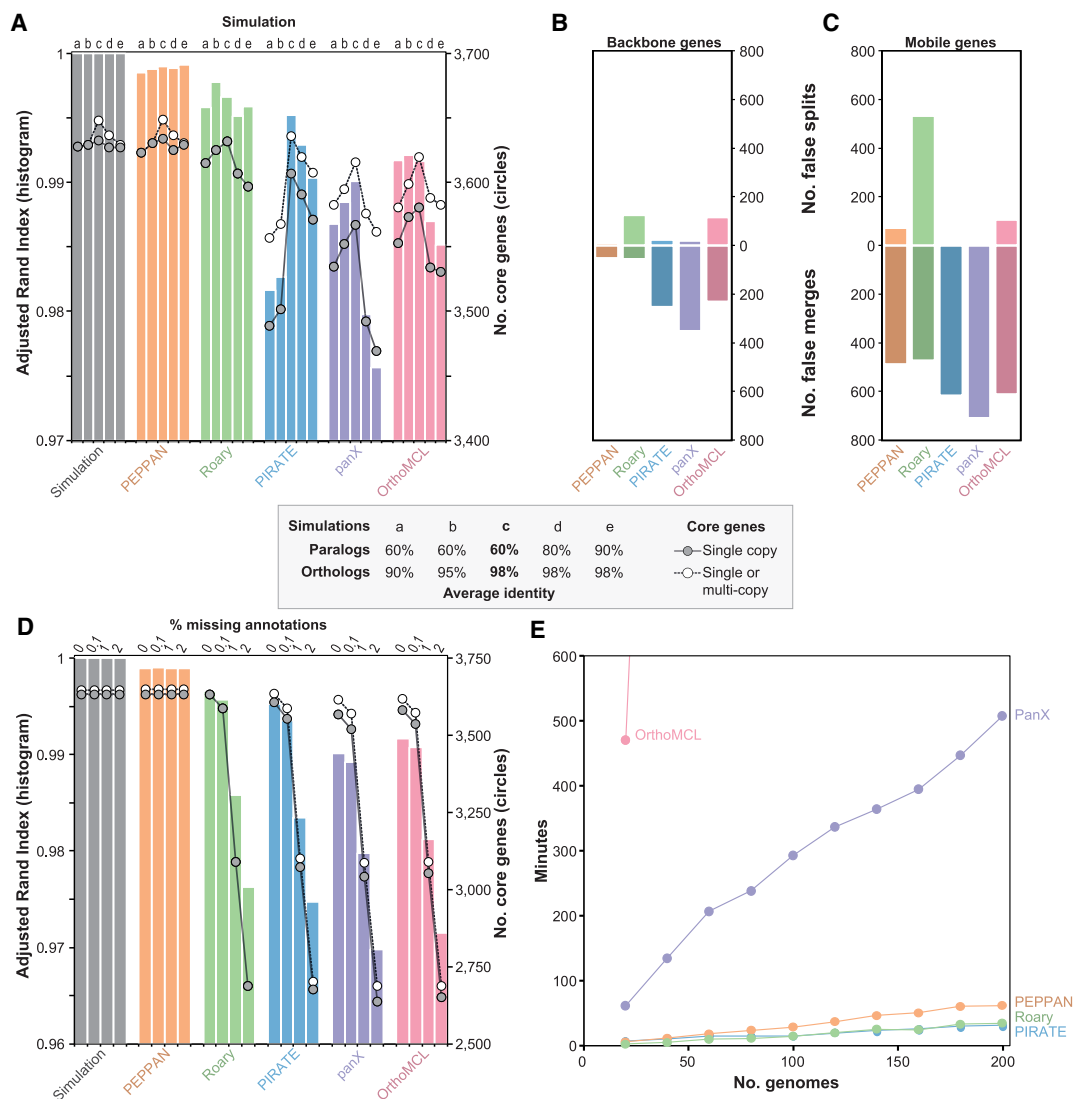 A
Simulation
a b c d e a b c d e a b c d e a b c d e a b c d e a b c d e
1
0.99
0.98
0.97
Adjusted Rand Index (histogram)
3,700
3,600
3,500
3,400
No. core genes (circles)
Simulation
PEPPAN
Roary
PIRATE
panX
OrthoMCL
B
Backbone genes
800
600
400
200
0
200
400
600
800
No. false splits
No. false merges
PEPPAN
Roary
PIRATE
panX
OrthoMCL
C
Mobile genes
800
600
400
200
0
200
400
600
800
PEPPAN
Roary
PIRATE
panX
OrthoMCL
Simulations a b c d e Core genes
Paralogs 60% 60% 60% 80% 90% Single copy
Orthologs 90% 95% 98% 98% 98% Single or
multi-copy
Average identity
D
% missing annotations
0 0.1 1 2 0 0.1 1 2 0 0.1 1 2 0 0.1 1 2 0 0.1 1 2 0 0.1 1 2
1
0.99
0.98
0.97
0.96
Adjusted Rand Index (histogram)
3,750
3,500
3,250
3,000
2,750
2,500
No. core genes (circles)
Simulation
PEPPAN
Roary
PIRATE
panX
OrthoMCL
E
600
500
400
300
200
100
0
Minutes
OrthoMCL
PanX
PEPPAN
Roary
PIRATE
0 50 100 150 200
No. genomes